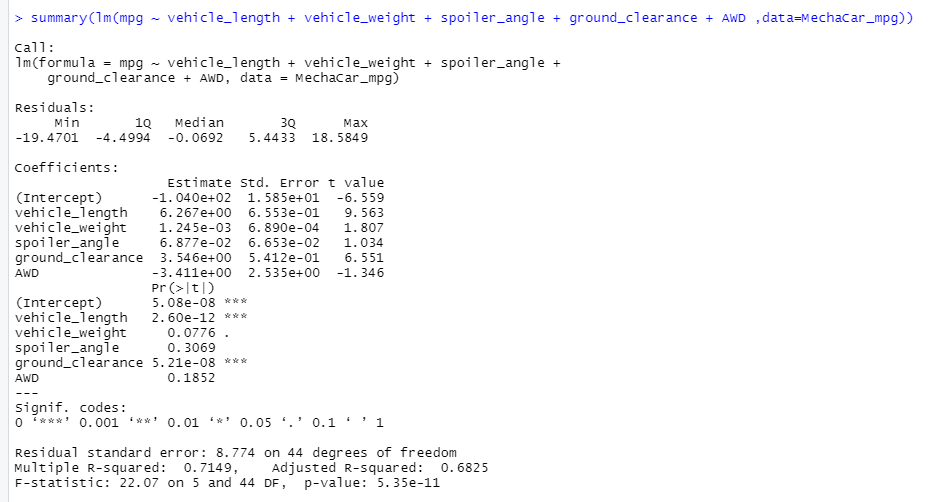 > summary(lm(mpg ~ vehicle_length + vehicle_weight + spoiler_angle + ground_clearance + AWD ,data=MechaCar_mpg))

Call:
lm(formula = mpg ~ vehicle_length + vehicle_weight + spoiler_angle +
    ground_clearance + AWD, data = MechaCar_mpg)

Residuals:
     Min       1Q   Median       3Q      Max
-19.4701  -4.4994  -0.0692   5.4433  18.5849

Coefficients:
                   Estimate Std. Error t value
(Intercept)      -1.040e+02  1.585e+01  -6.559
vehicle_length    6.267e+00  6.553e-01   9.563
vehicle_weight    1.245e-03  6.890e-04   1.807
spoiler_angle     6.877e-02  6.653e-02   1.034
ground_clearance  3.546e+00  5.412e-01   6.551
AWD              -3.411e+00  2.535e+00  -1.346
                 Pr(>|t|)
(Intercept)      5.08e-08 ***
vehicle_length   2.60e-12 ***
vehicle_weight     0.0776 .
spoiler_angle      0.3069
ground_clearance 5.21e-08 ***
AWD                0.1852
---
Signif. codes:
0 ‘***’ 0.001 ‘**’ 0.01 ‘*’ 0.05 ‘.’ 0.1 ‘ ’ 1

Residual standard error: 8.774 on 44 degrees of freedom
Multiple R-squared:  0.7149,    Adjusted R-squared:  0.6825
F-statistic: 22.07 on 5 and 44 DF,  p-value: 5.35e-11